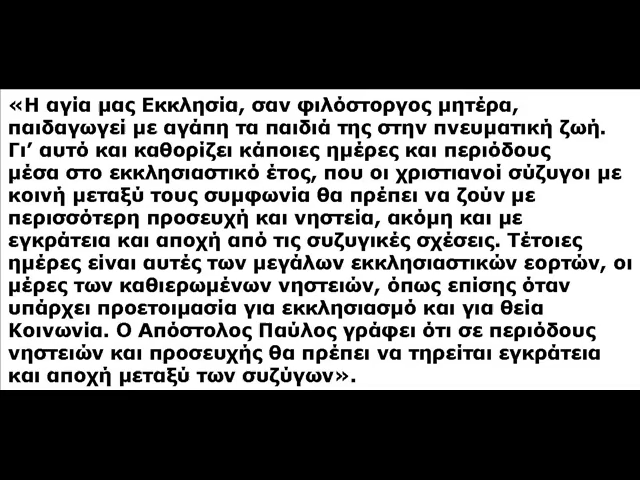 «Η αγία μας Εκκλησία, σαν φιλόστοργος μητέρα,
παιδαγωγεί με αγάπη τα παιδιά της στην πνευματική ζωή.
Γι’ αυτό και καθορίζει κάποιες ημέρες και περιόδους
μέσα στο εκκλησιαστικό έτος, που οι χριστιανοί σύζυγοι με
κοινή μεταξύ τους συμφωνία θα πρέπει να ζούν με
περισσότερη προσευχή και νηστεία, ακόμη και με
εγκράτεια και αποχή από τις συζυγικές σχέσεις. Τέτοιες
ημέρες είναι αυτές των μεγάλων εκκλησιαστικών εορτών, οι
μέρες των καθιερωμένων νηστειών, όπως επίσης όταν
υπάρχει προετοιμασία για εκκλησιασμό και για θεία
Κοινωνία. Ο Απόστολος Παύλος γράφει ότι σε περιόδους
νηστειών και προσευχής θα πρέπει να τηρείται εγκράτεια
και αποχή μεταξύ των συζύγων».